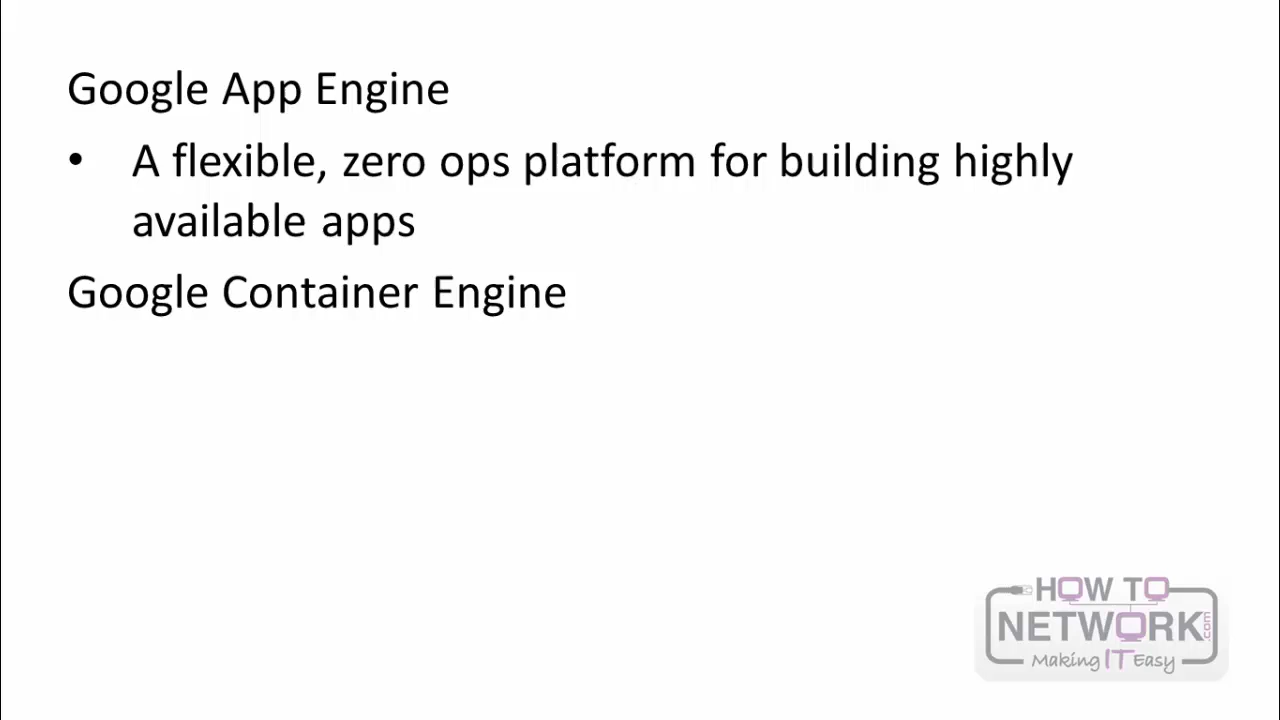 Google App Engine
• A flexible, zero ops platform for building highly
available apps
Google Container Engine
HOW TO
NETWORK.com
Making IT Easy